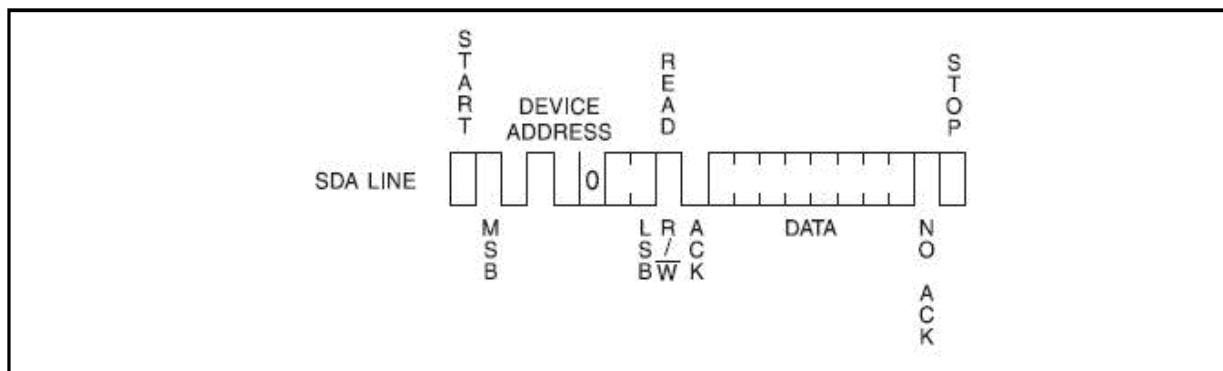 START
READ
STOP
DEVICE
ADDRESS
SDA LINE
0
MSB
LSB
R/W
ACK
DATA
NO ACK